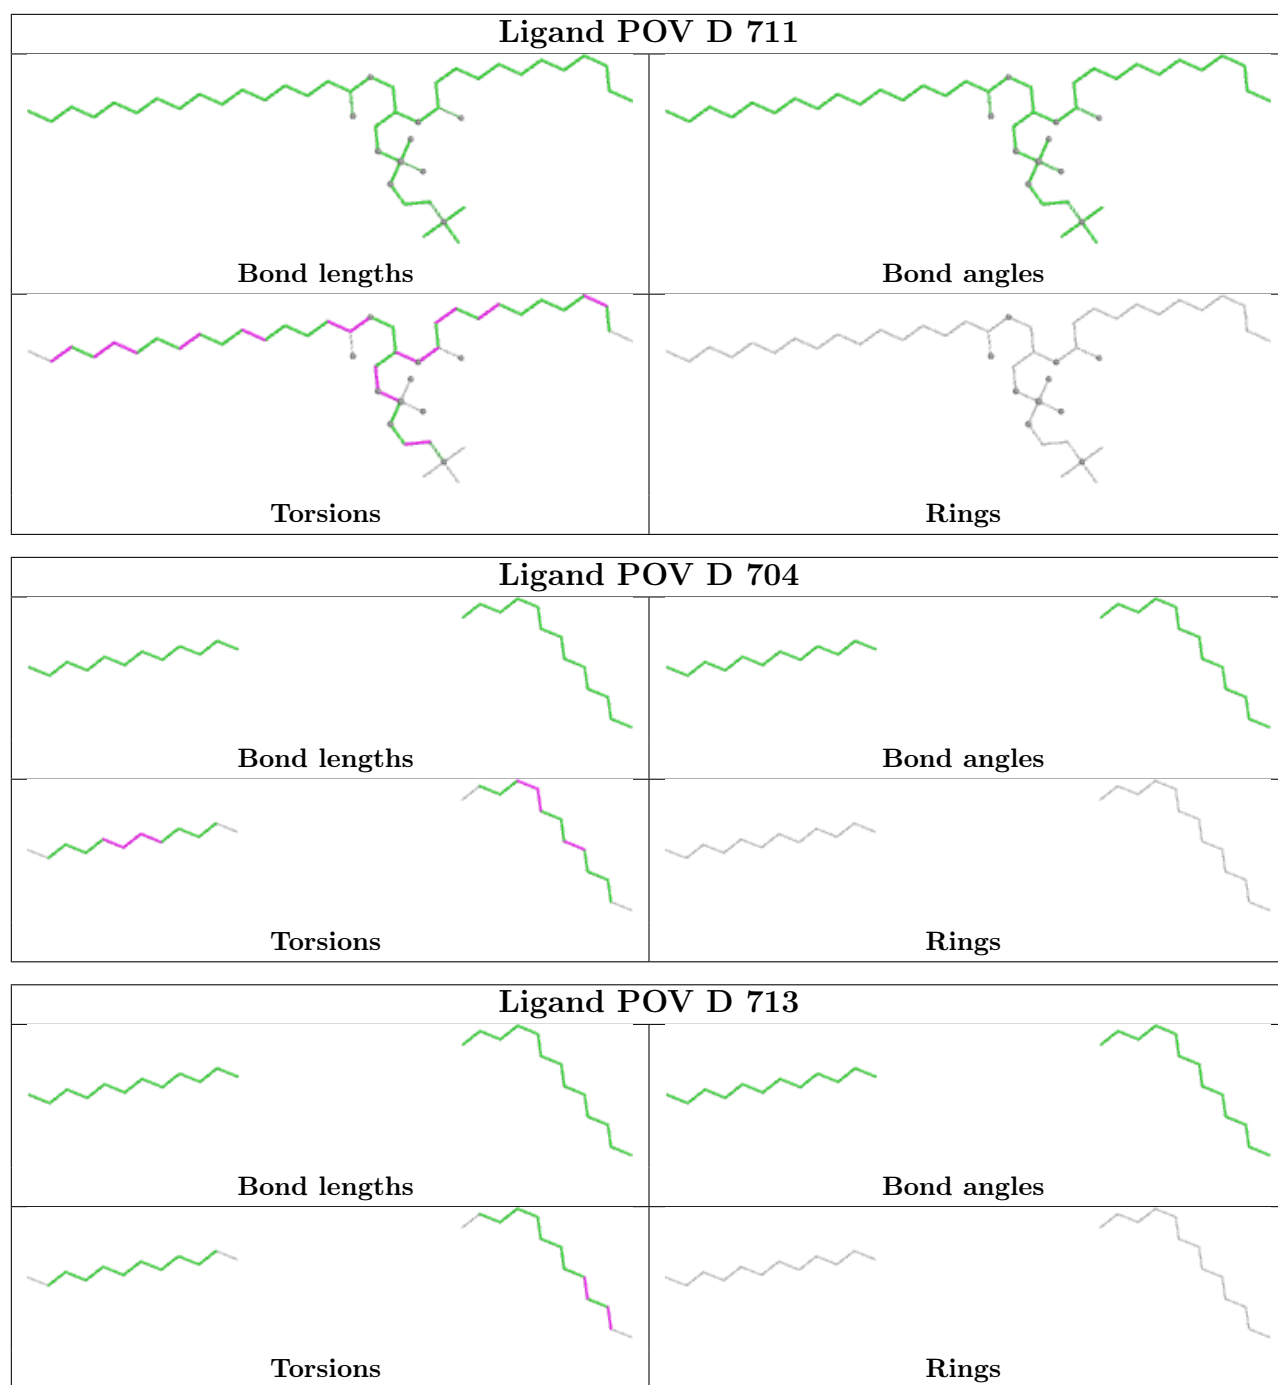 Ligand POV D 711
Bond lengths
Bond angles
Torsions
Rings
Ligand POV D 704
Bond lengths
Bond angles
Torsions
Rings
Ligand POV D 713
Bond lengths
Bond angles
Torsions
Rings